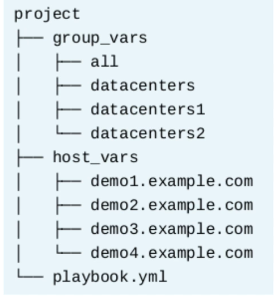 project
├── group_vars
│   ├── all
│   ├── datacenters
│   ├── datacenters1
│   └── datacenters2
├── host_vars
│   ├── demo1.example.com
│   ├── demo2.example.com
│   ├── demo3.example.com
│   └── demo4.example.com
└── playbook.yml